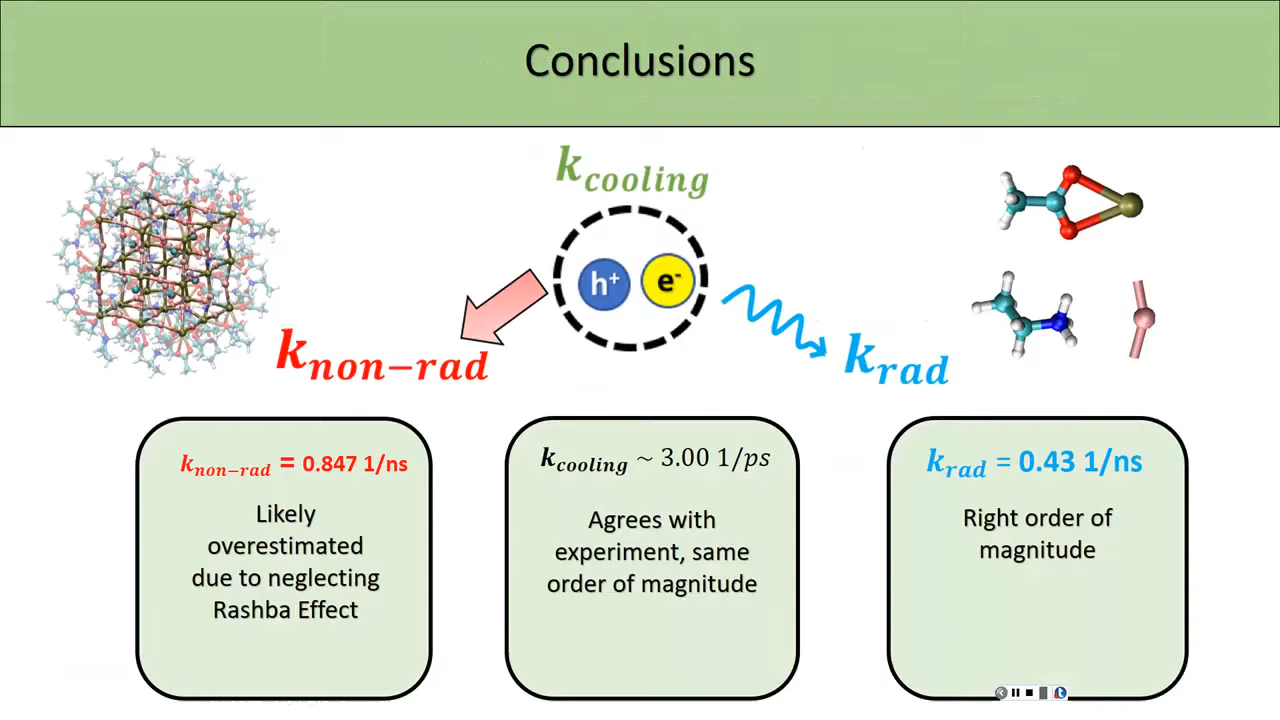 Conclusions
k_cooling
h⁺ e⁻
k_non−rad
k_rad
k_non−rad = 0.847 1/ns
Likely
overestimated
due to neglecting
Rashba Effect
k_cooling ~ 3.00 1/ps
Agrees with
experiment, same
order of magnitude
k_rad = 0.43 1/ns
Right order of
magnitude